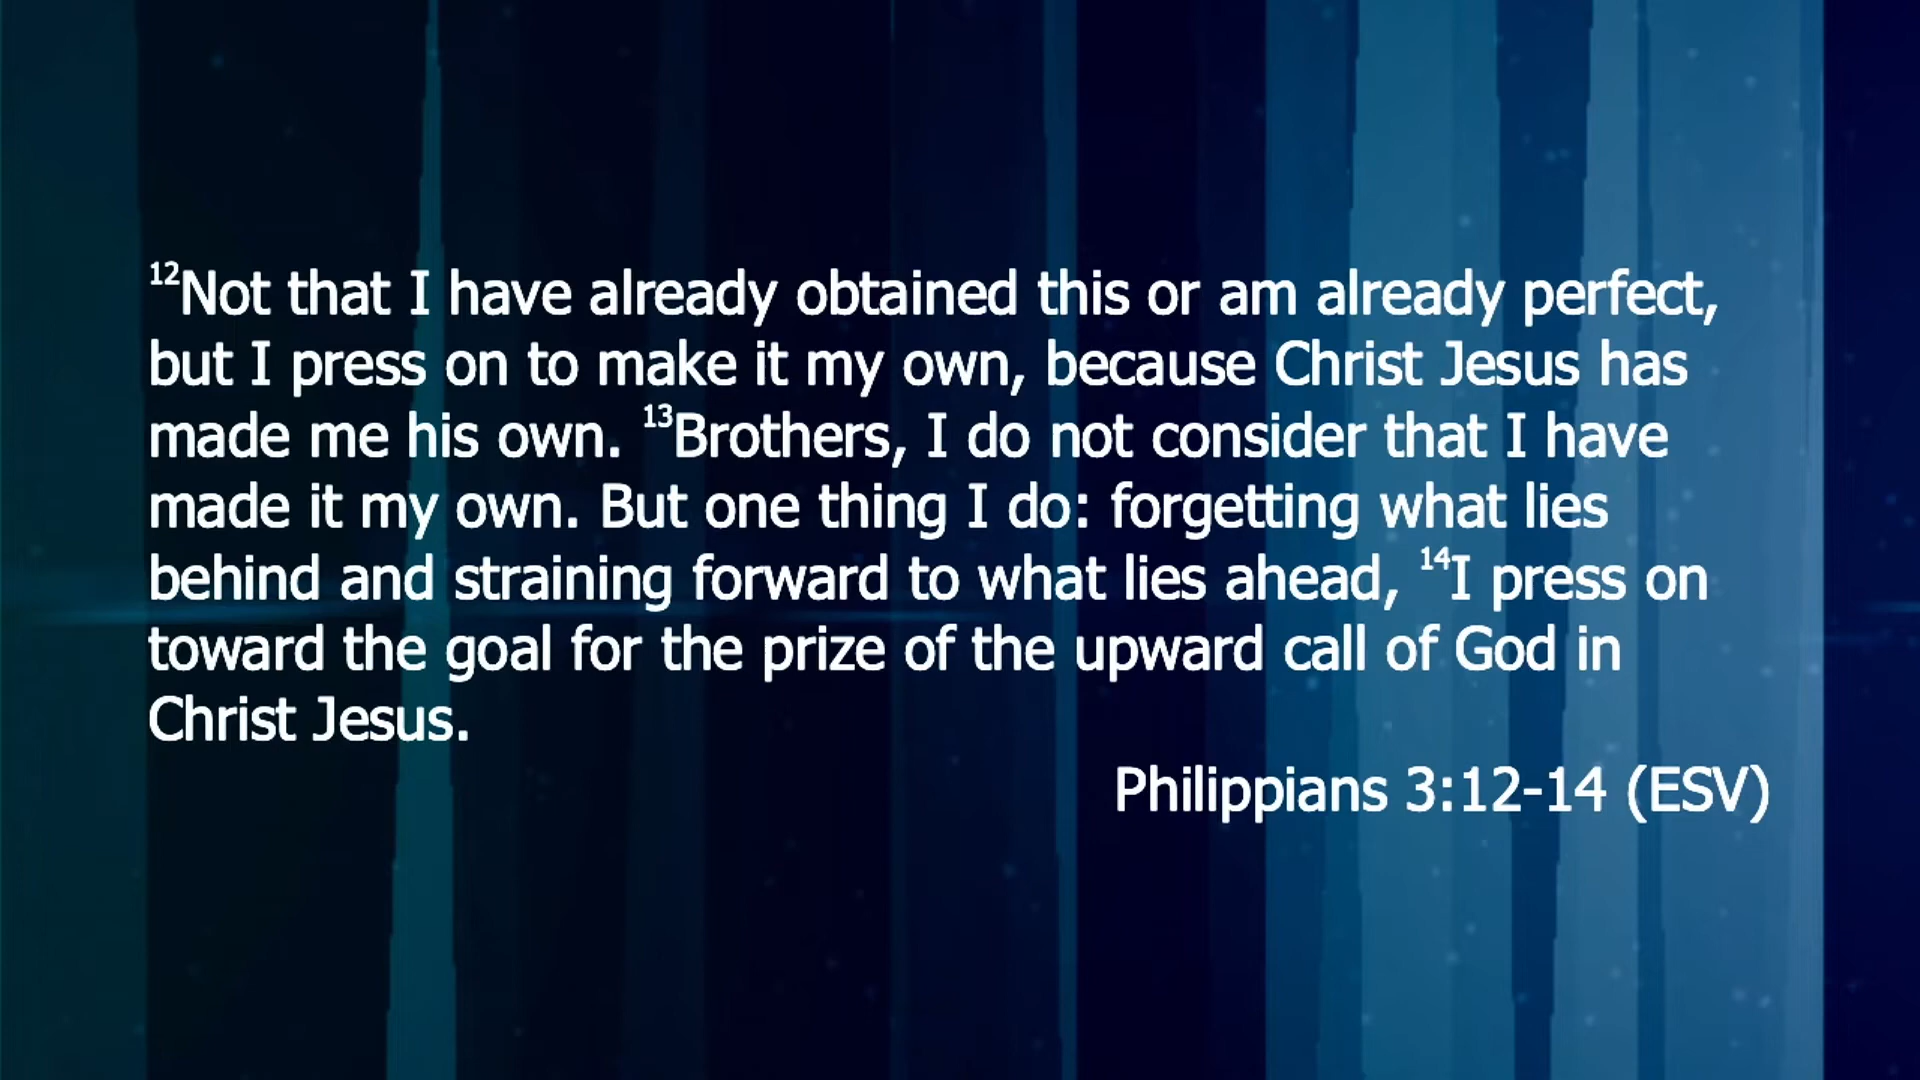 12Not that I have already obtained this or am already perfect,
but I press on to make it my own, because Christ Jesus has
made me his own. 13Brothers, I do not consider that I have
made it my own. But one thing I do: forgetting what lies
behind and straining forward to what lies ahead, 14I press on
toward the goal for the prize of the upward call of God in
Christ Jesus.
Philippians 3:12-14 (ESV)